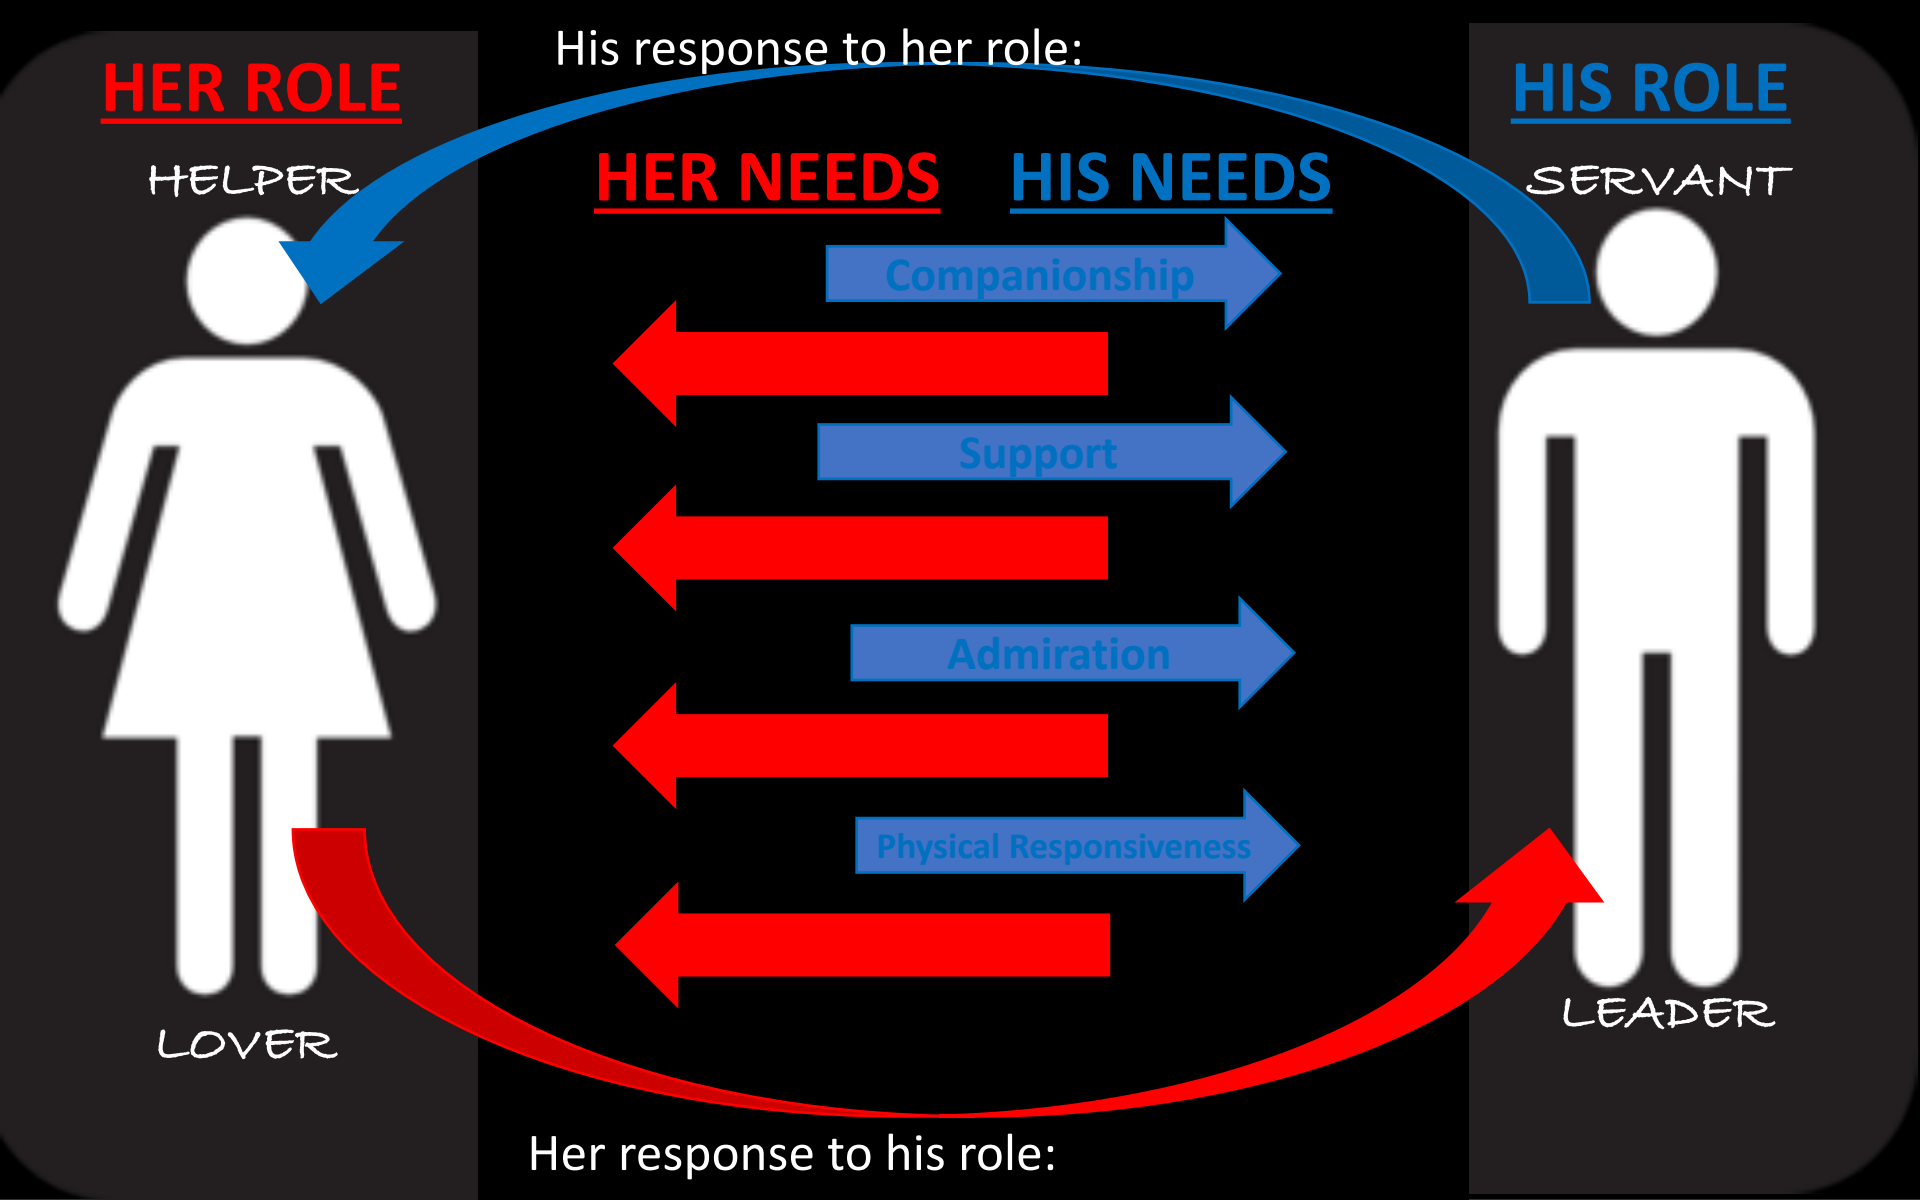 His response to her role:
HER ROLE
HIS ROLE
HELPER
HER NEEDS
HIS NEEDS
SERVANT
Companionship
Support
Admiration
Physical Responsiveness
LOVER
LEADER
Her response to his role: